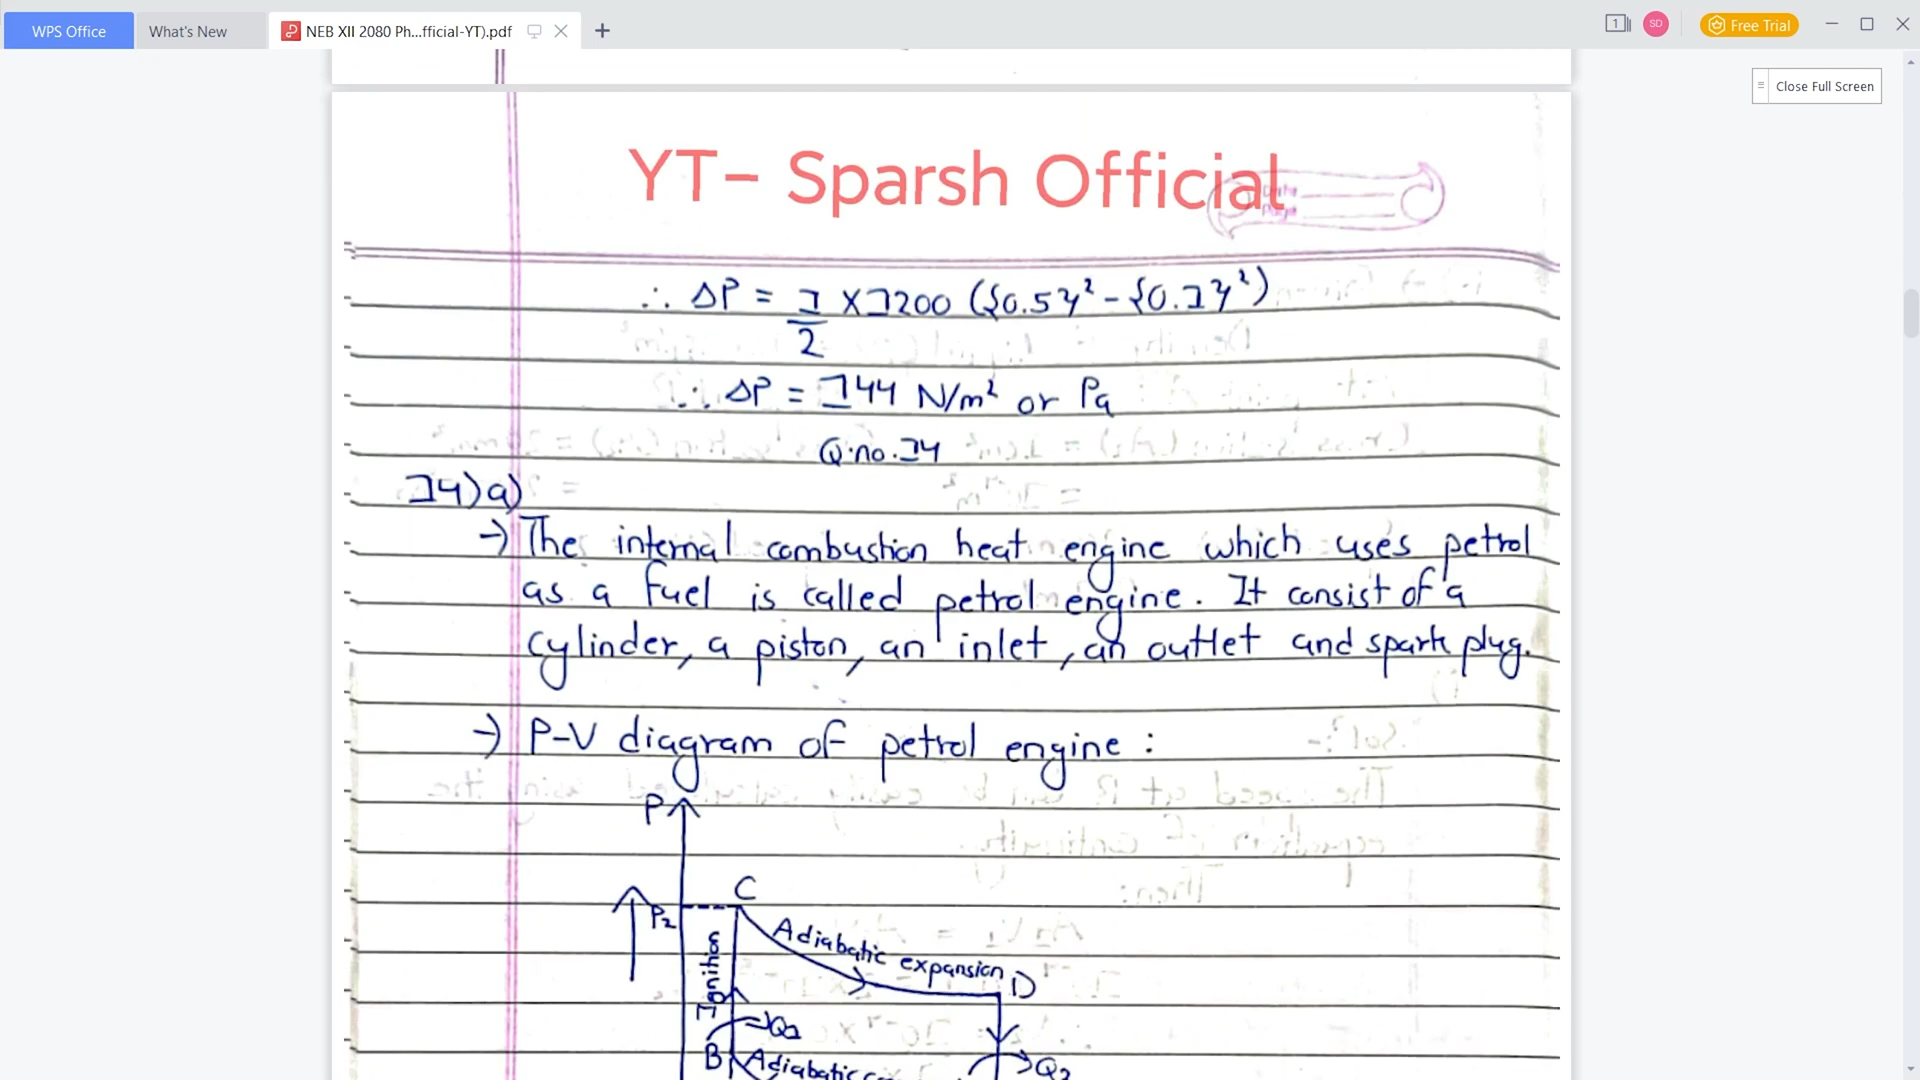 WPS Office
What's New
NEB XII 2080 Ph...fficial-YT).pdf
1
SD
Free Trial
Close Full Screen
YT- Sparsh Official
∴ ΔP = 1/2 × 1200 ({0.5}² - {0.1}²)
∴ ΔP = 144 N/m² or Pa
Q.no.14
14) a)
→ The internal combustion heat engine which uses petrol
as a fuel is called petrol engine. It consist of a
cylinder, a piston, an inlet, an outlet and spark plug.
→ P-V diagram of petrol engine :
P
C
P₂
Adiabatic expansion
D
Ignition
B
Adiabatic